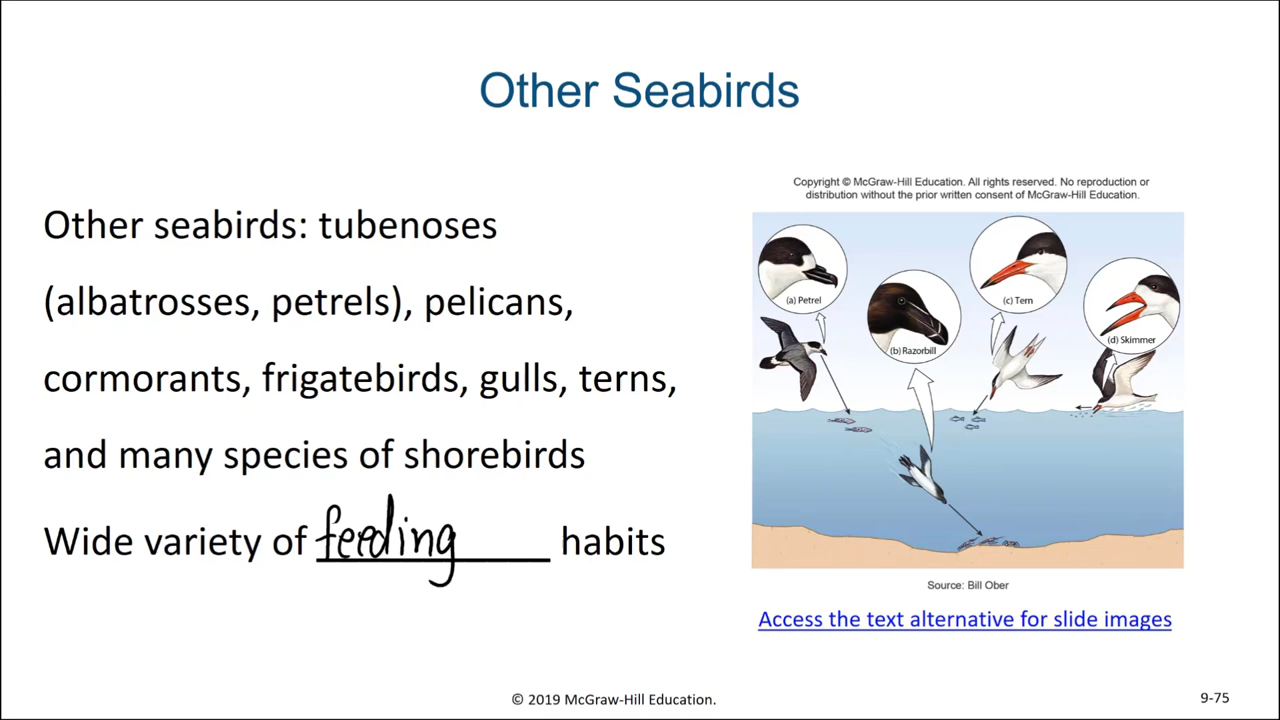 Other Seabirds
Copyright © McGraw-Hill Education. All rights reserved. No reproduction or
distribution without the prior written consent of McGraw-Hill Education.
Other seabirds: tubenoses
(albatrosses, petrels), pelicans,
cormorants, frigatebirds, gulls, terns,
and many species of shorebirds
Wide variety of feeding habits
(a) Petrel
(b) Razorbill
(c) Tern
(d) Skimmer
Source: Bill Ober
Access the text alternative for slide images
© 2019 McGraw-Hill Education.
9-75